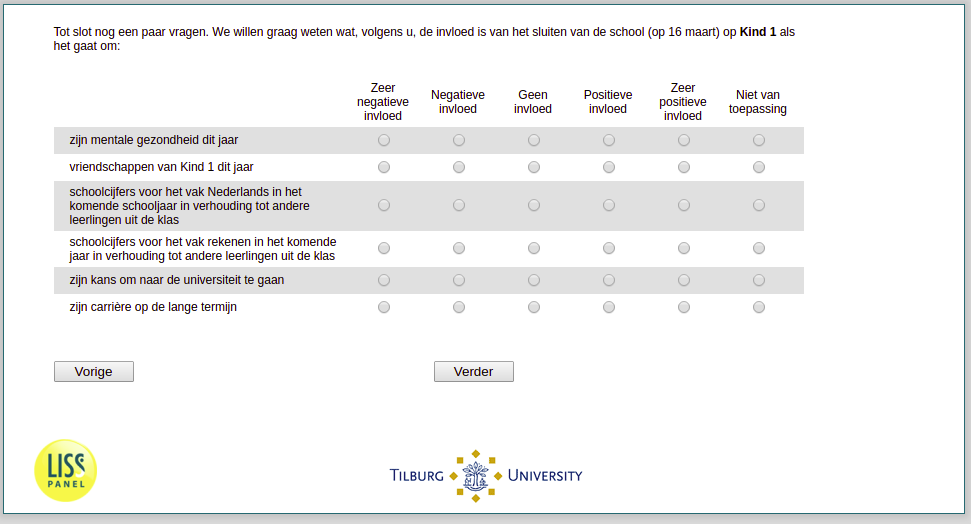 Tot slot nog een paar vragen. We willen graag weten wat, volgens u, de invloed is van het sluiten van de school (op 16 maart) op Kind 1 als
het gaat om:
Zeer negatieve invloed
Negatieve invloed
Geen invloed
Positieve invloed
Zeer positieve invloed
Niet van toepassing
zijn mentale gezondheid dit jaar
vriendschappen van Kind 1 dit jaar
schoolcijfers voor het vak Nederlands in het
komende schooljaar in verhouding tot andere
leerlingen uit de klas
schoolcijfers voor het vak rekenen in het komende
jaar in verhouding tot andere leerlingen uit de klas
zijn kans om naar de universiteit te gaan
zijn carrière op de lange termijn
Vorige
Verder
LISS
PANEL
TILBURG UNIVERSITY